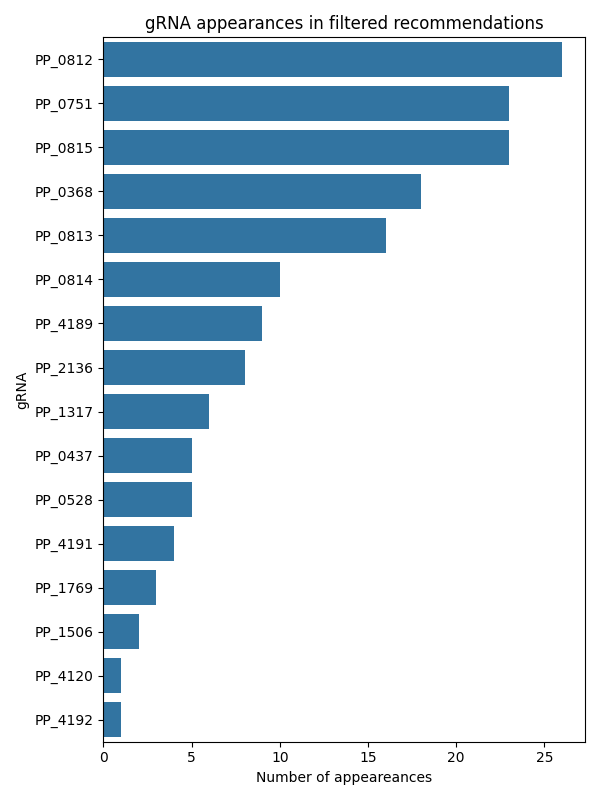 gRNA appearances in filtered recommendations
PP_0812
PP_0751
PP_0815
PP_0368
PP_0813
PP_0814
PP_4189
PP_2136
PP_1317
PP_0437
PP_0528
PP_4191
PP_1769
PP_1506
PP_4120
PP_4192
gRNA
0 5 10 15 20 25
Number of appeareances